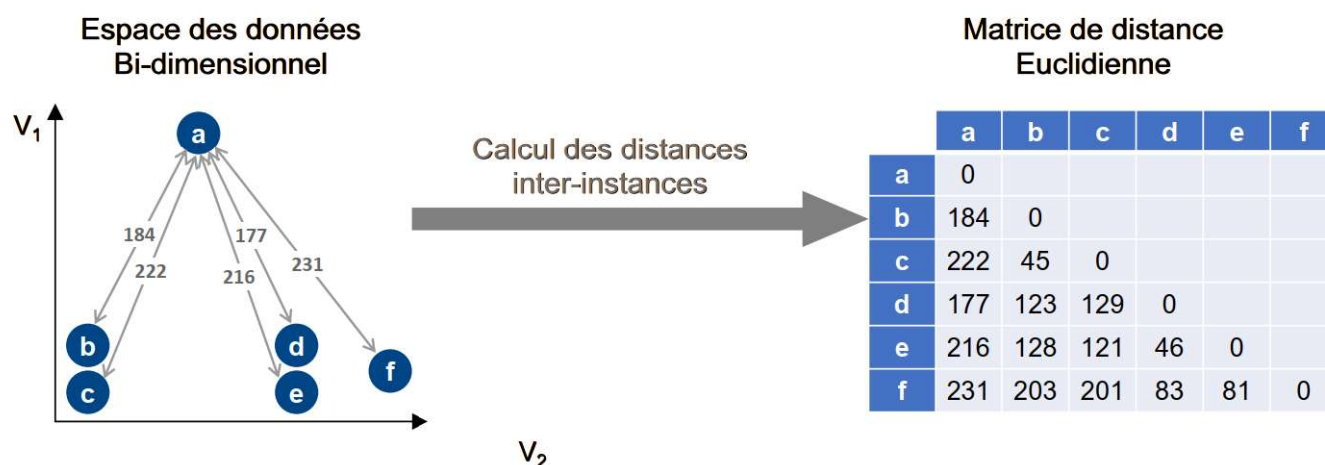 Espace des données
Bi-dimensionnel
V1
a
184
177
222
216
231
b
d
f
c
e
V2
Calcul des distances
inter-instances
Matrice de distance
Euclidienne
a b c d e f
a 0
b 184 0
c 222 45 0
d 177 123 129 0
e 216 128 121 46 0
f 231 203 201 83 81 0